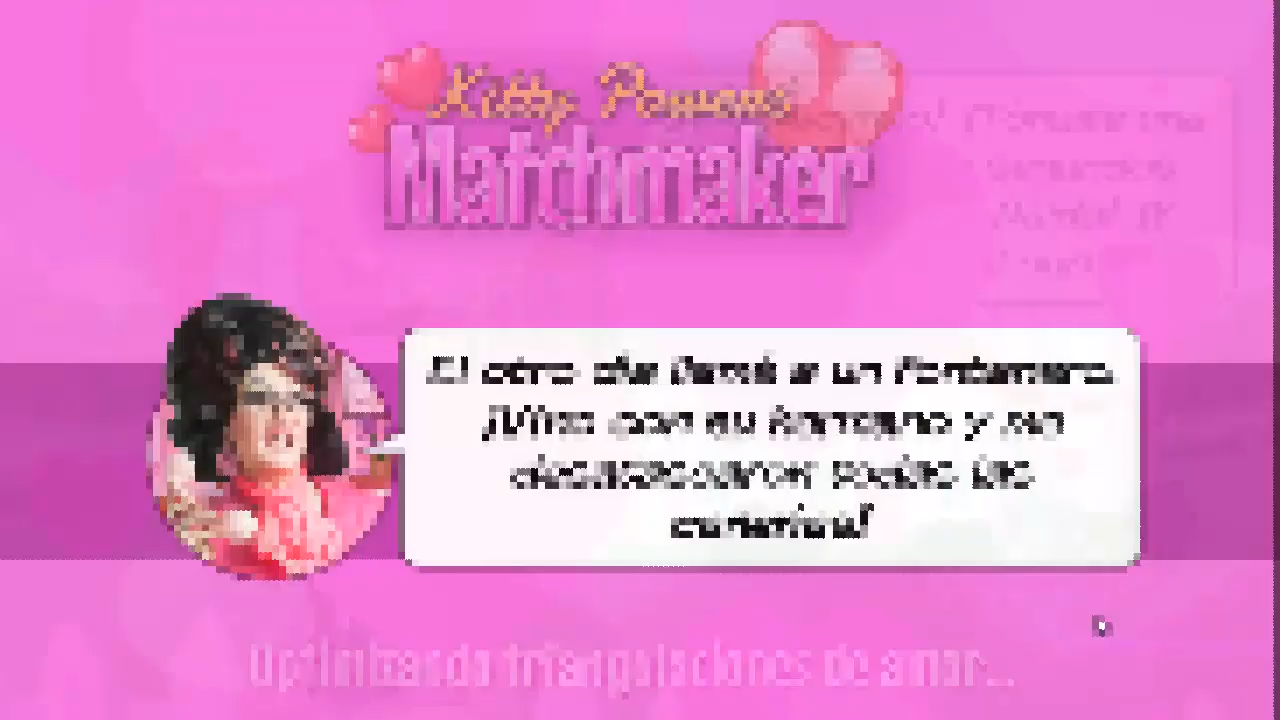 Kitty Powers'
Matchmaker
El otro día llamé a un fontanero.
¡Vino con su hermano y me
desatascaron todas las
cañerías!
Optimizando triangulaciones de amor...